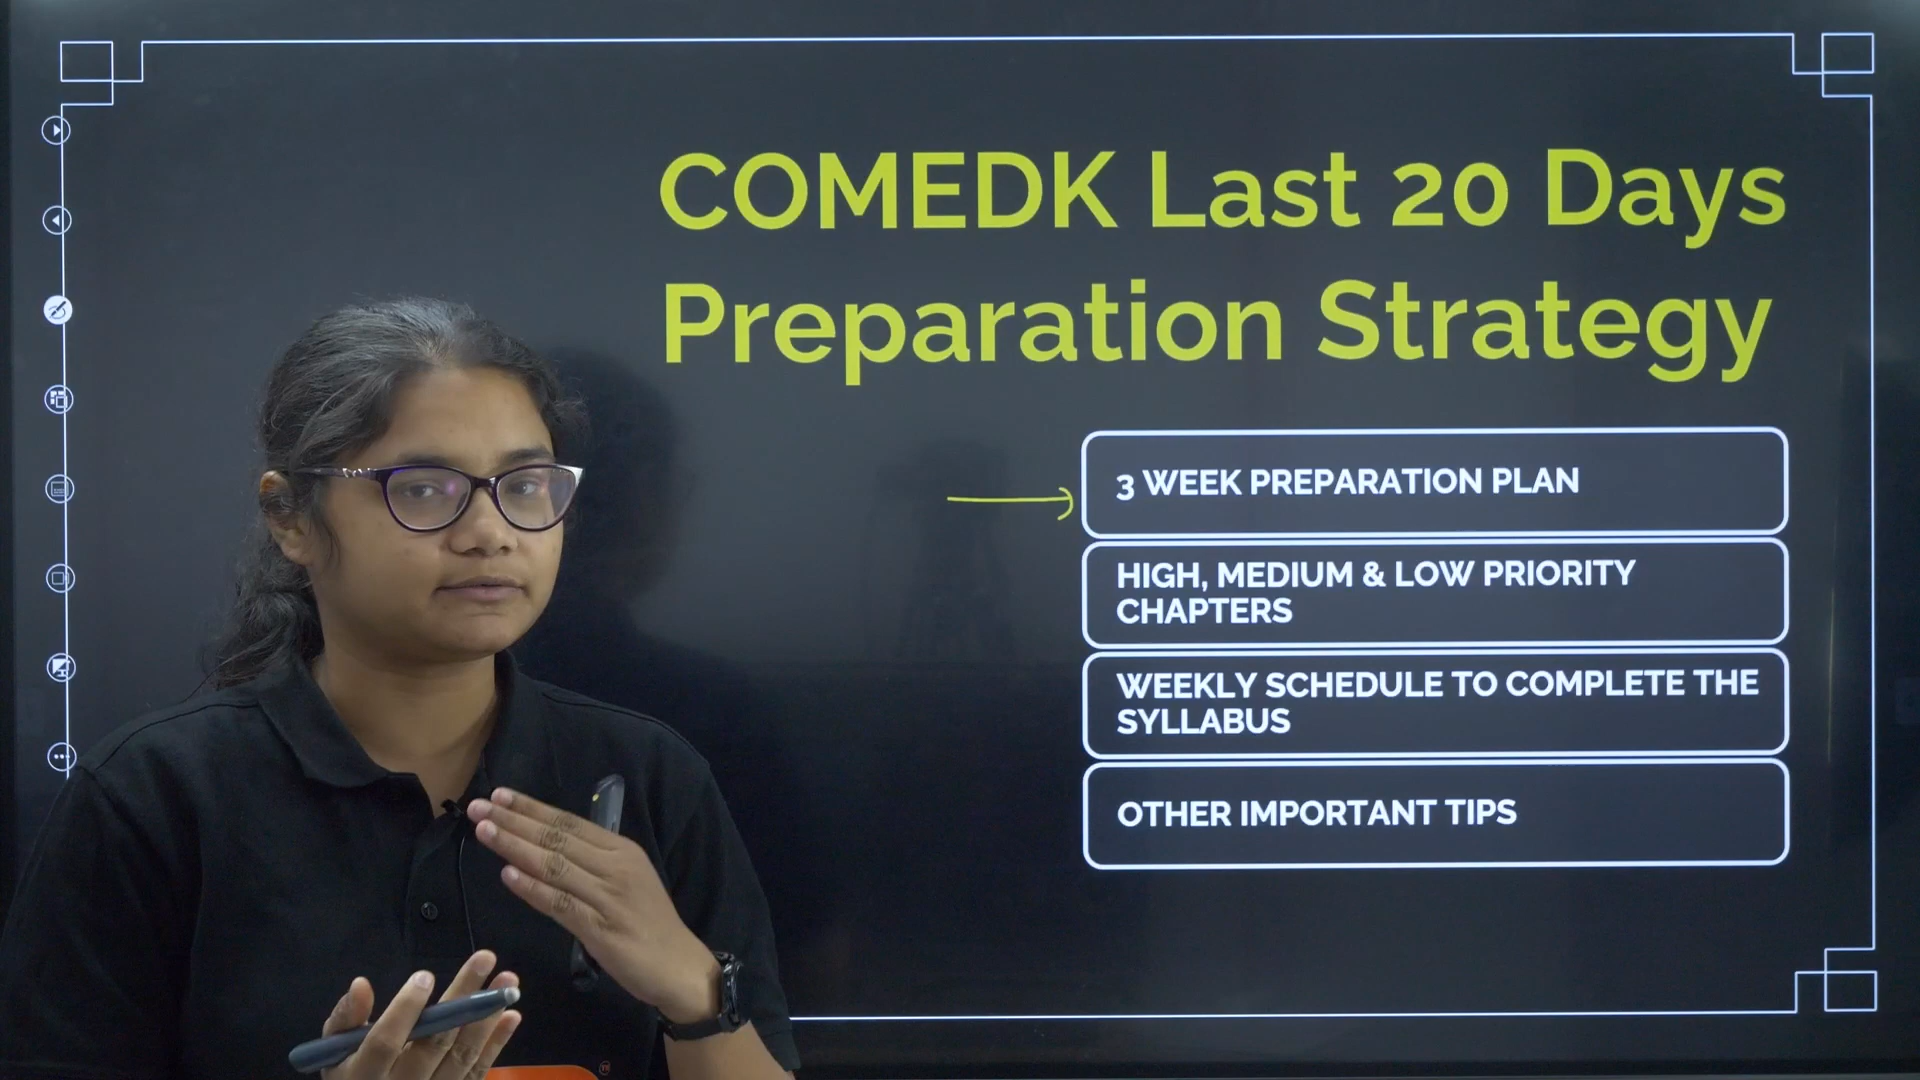 COMEDK Last 20 Days
Preparation Strategy
3 WEEK PREPARATION PLAN
HIGH, MEDIUM & LOW PRIORITY
CHAPTERS
WEEKLY SCHEDULE TO COMPLETE THE
SYLLABUS
OTHER IMPORTANT TIPS